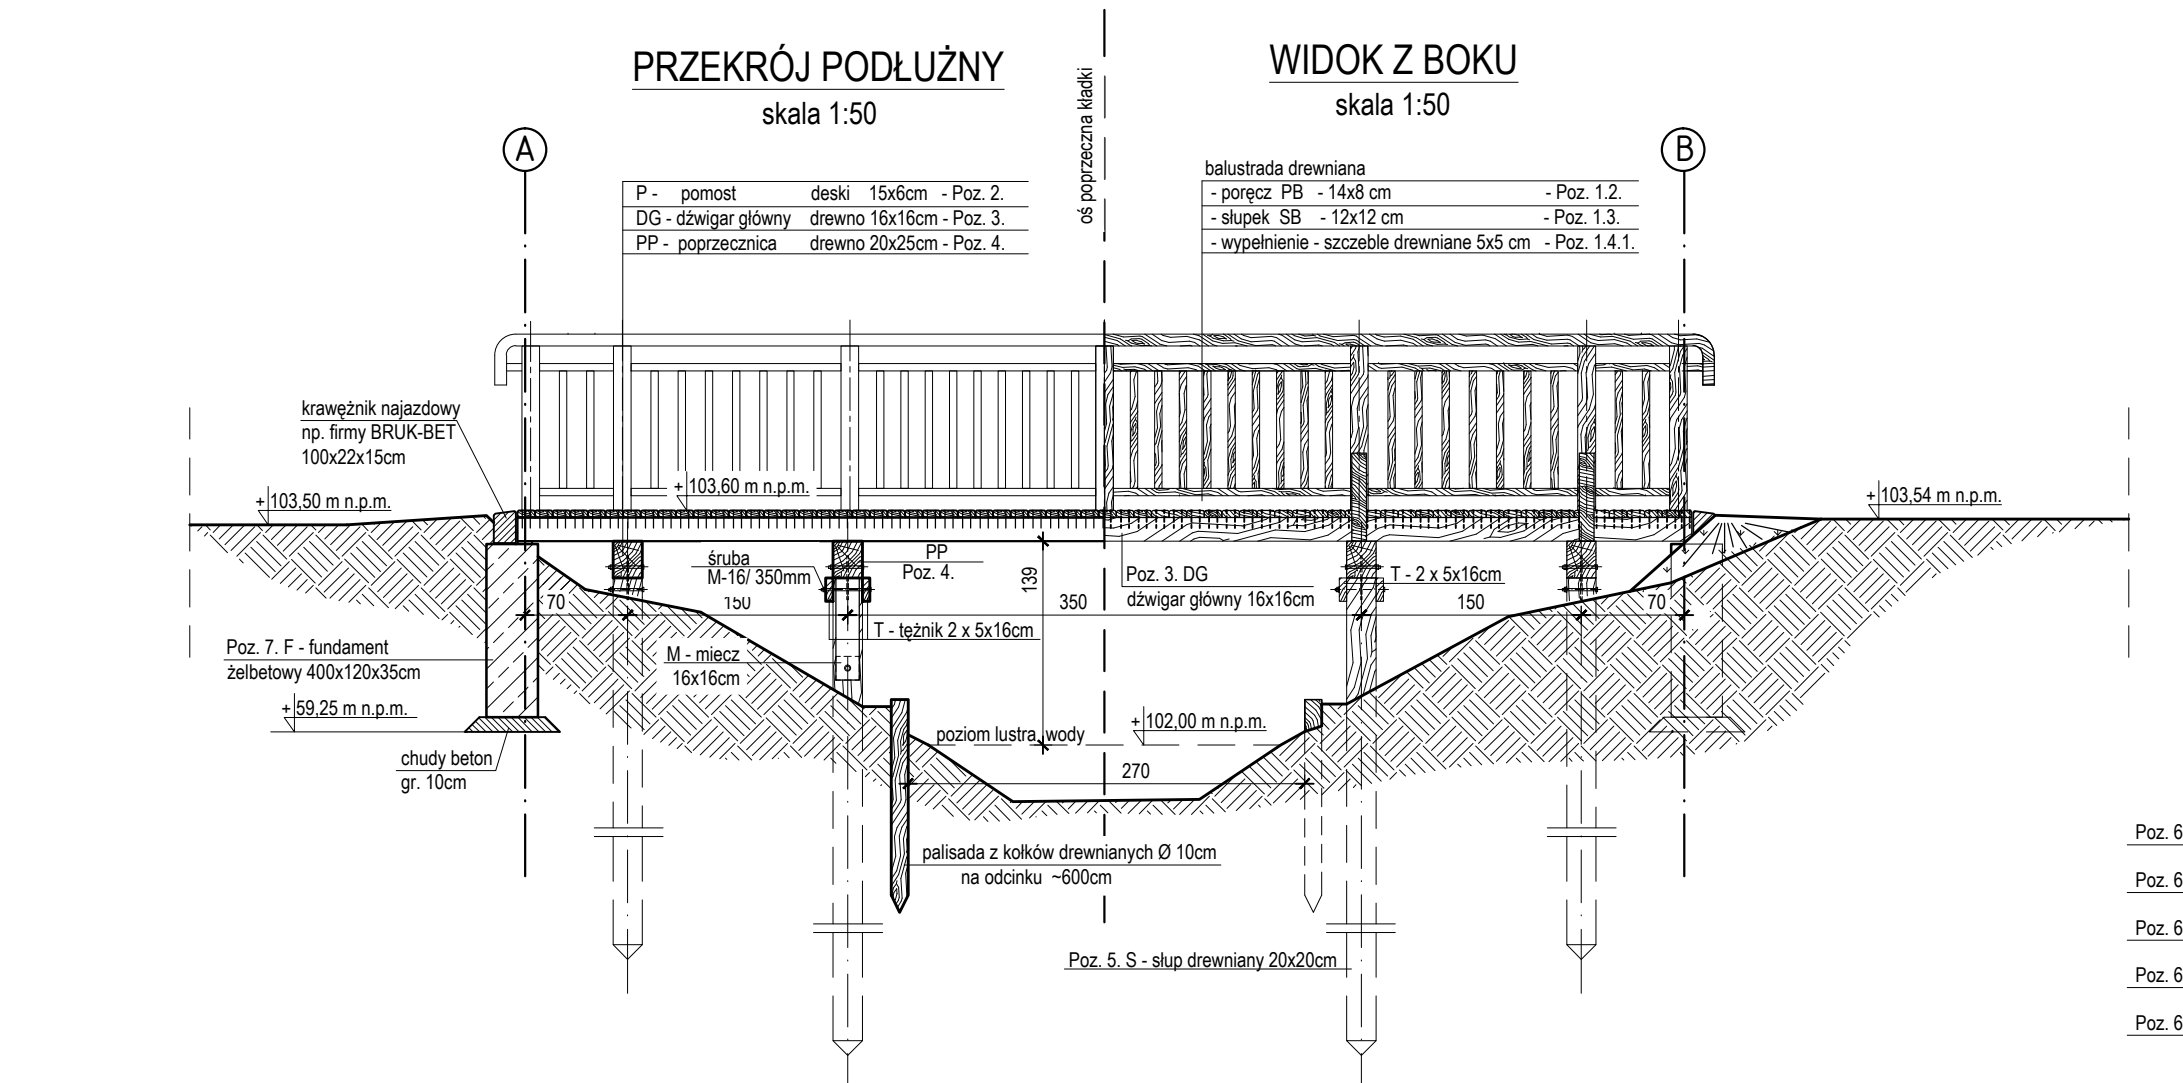 PRZEKRÓJ PODŁUŻNY
skala 1:50
WIDOK Z BOKU
skala 1:50
oś poprzeczna kładki
A
B
P - pomost deski 15x6cm - Poz. 2.
DG - dźwigar główny drewno 16x16cm - Poz. 3.
PP - poprzecznica drewno 20x25cm - Poz. 4.
balustrada drewniana
- poręcz PB - 14x8 cm - Poz. 1.2.
- słupek SB - 12x12 cm - Poz. 1.3.
- wypełnienie - szczeble drewniane 5x5 cm - Poz. 1.4.1.
krawężnik najazdowy
np. firmy BRUK-BET
100x22x15cm
+103,50 m n.p.m.
+103,60 m n.p.m.
+103,54 m n.p.m.
śruba
M-16/ 350mm
PP
Poz. 4.
139
Poz. 3. DG
dźwigar główny 16x16cm
T - 2 x 5x16cm
70
150
350
150
70
T - tężnik 2 x 5x16cm
Poz. 7. F - fundament
żelbetowy 400x120x35cm
M - miecz
16x16cm
+59,25 m n.p.m.
poziom lustra wody
+102,00 m n.p.m.
chudy beton
gr. 10cm
270
palisada z kołków drewnianych Ø 10cm
na odcinku ~600cm
Poz. 5. S - słup drewniany 20x20cm
Poz. 6
Poz. 6
Poz. 6
Poz. 6
Poz. 6